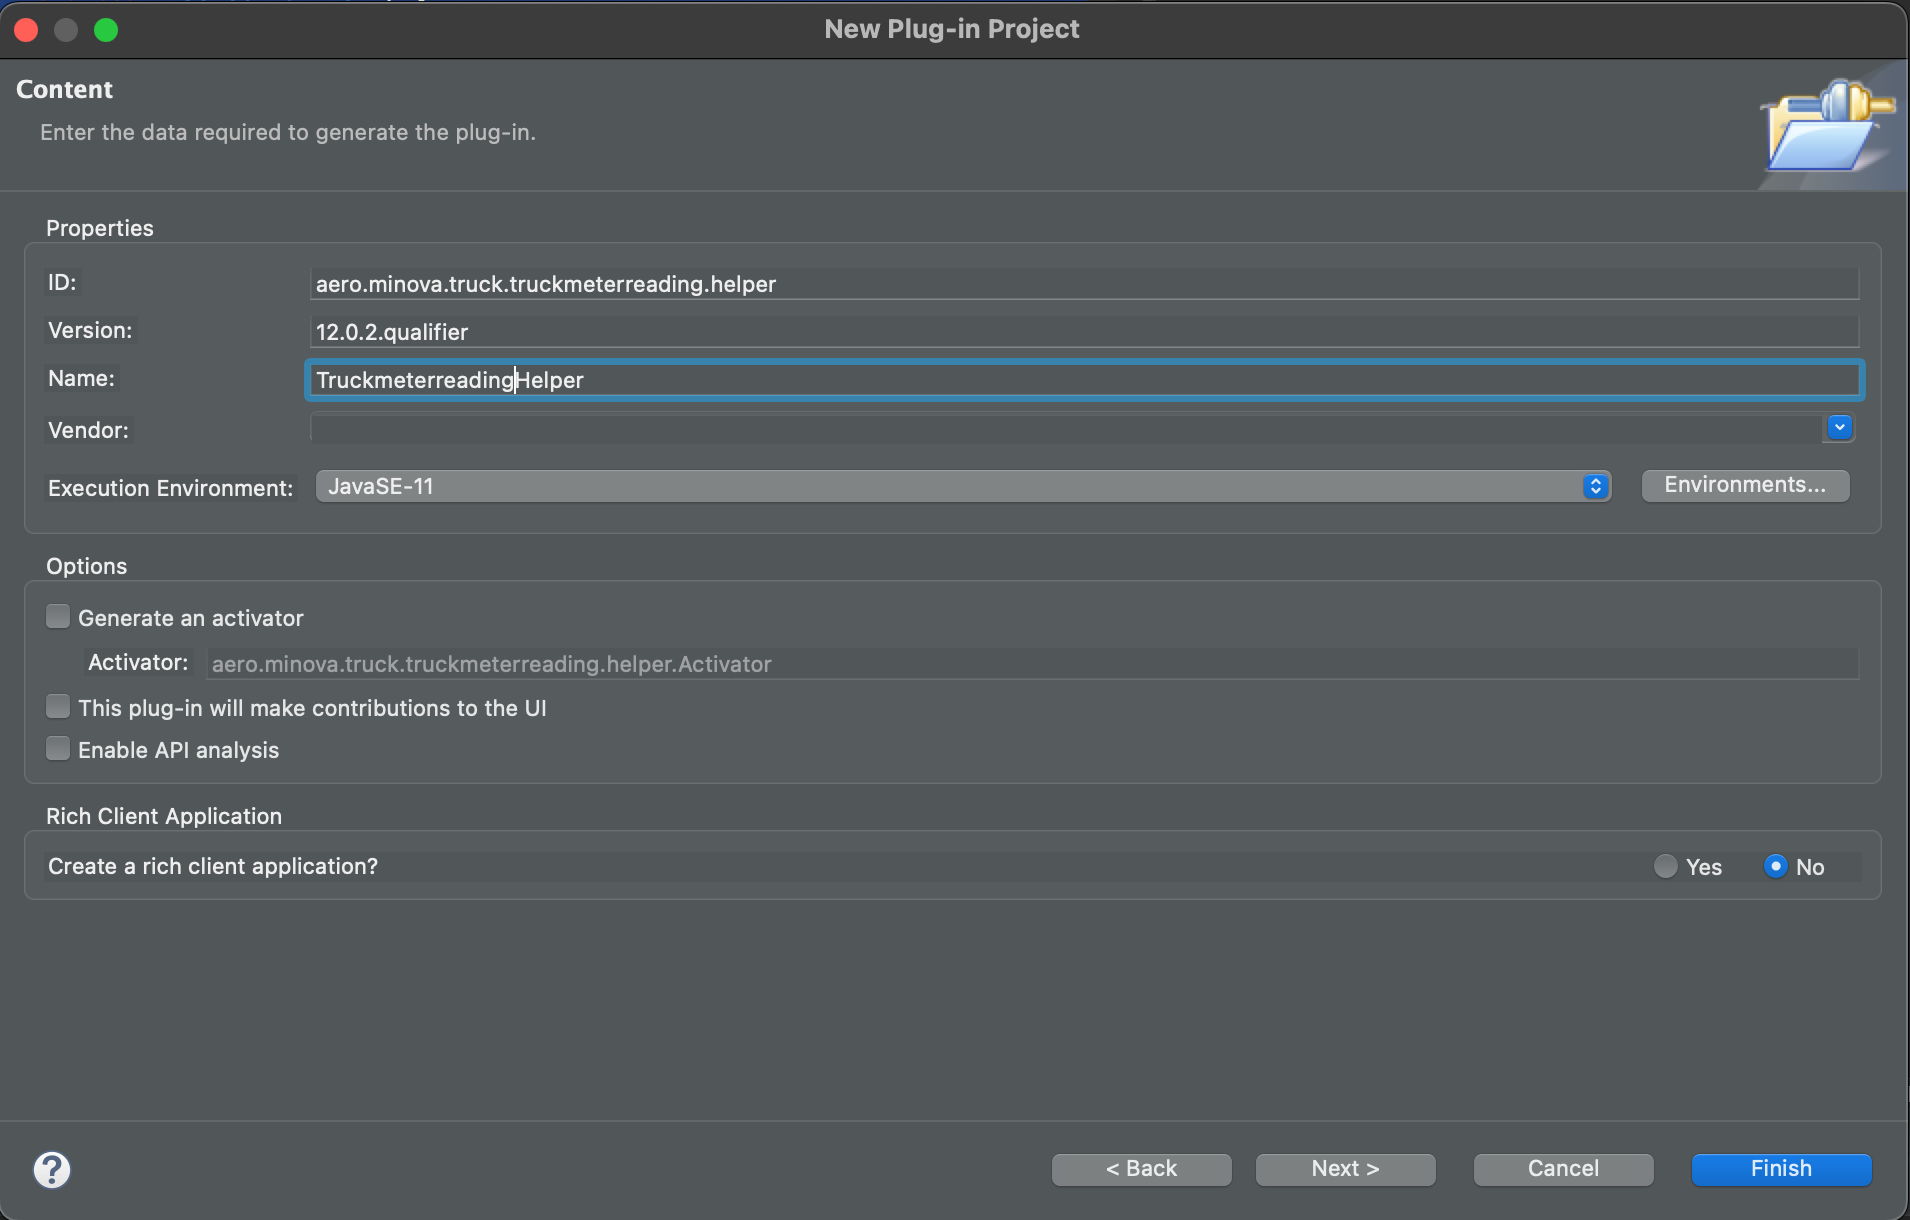 New Plug-in Project
Content
Enter the data required to generate the plug-in.
Properties
ID: aero.minova.truck.truckmeterreading.helper
Version: 12.0.2.qualifier
Name: TruckmeterreadingHelper
Vendor:
Execution Environment: JavaSE-11 Environments...
Options
Generate an activator
Activator: aero.minova.truck.truckmeterreading.helper.Activator
This plug-in will make contributions to the UI
Enable API analysis
Rich Client Application
Create a rich client application? Yes No
? < Back Next > Cancel Finish